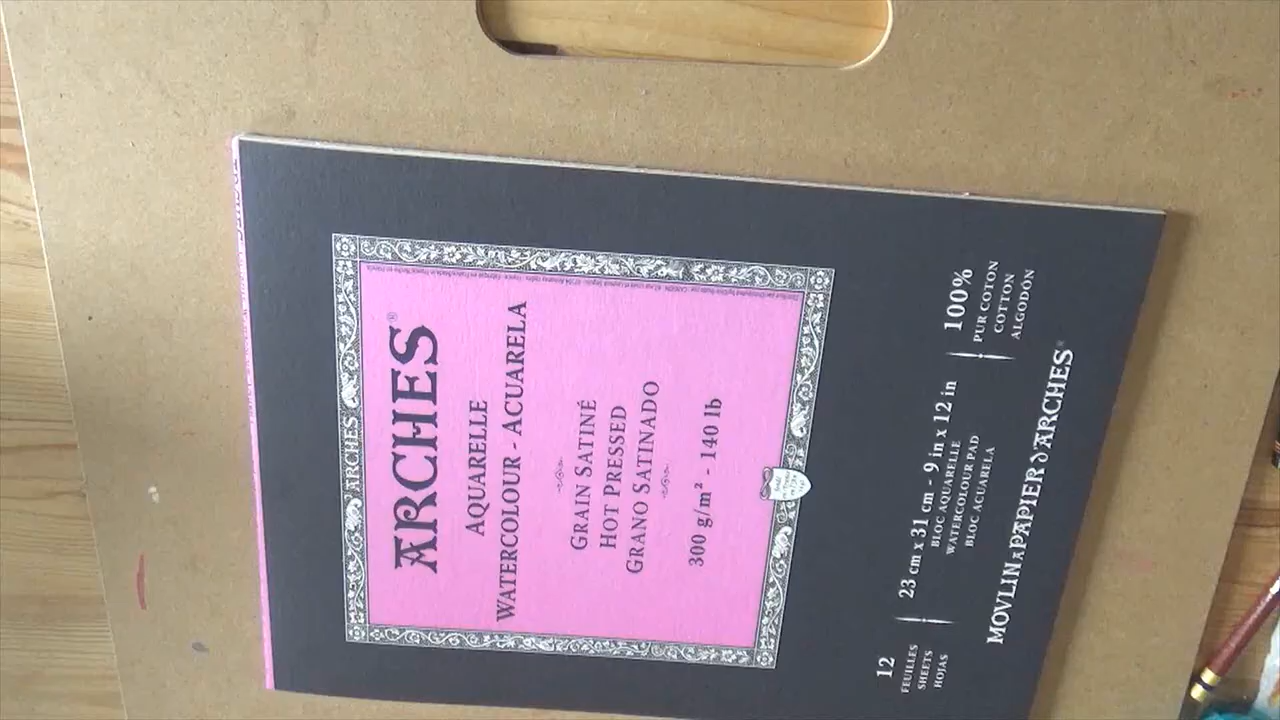 ARCHES®
AQUARELLE
WATERCOLOUR - ACUARELA
GRAIN SATINÉ
HOT PRESSED
GRANO SATINADO
300 g/m² - 140 lb
ARCHES
12
FEUILLES
SHEETS
HOJAS
23 cm x 31 cm - 9 in x 12 in
BLOC AQUARELLE
WATERCOLOUR PAD
BLOC ACUARELA
100%
PUR COTON
COTTON
ALGODÓN
MOVLIN À PAPIER D'ARCHES®